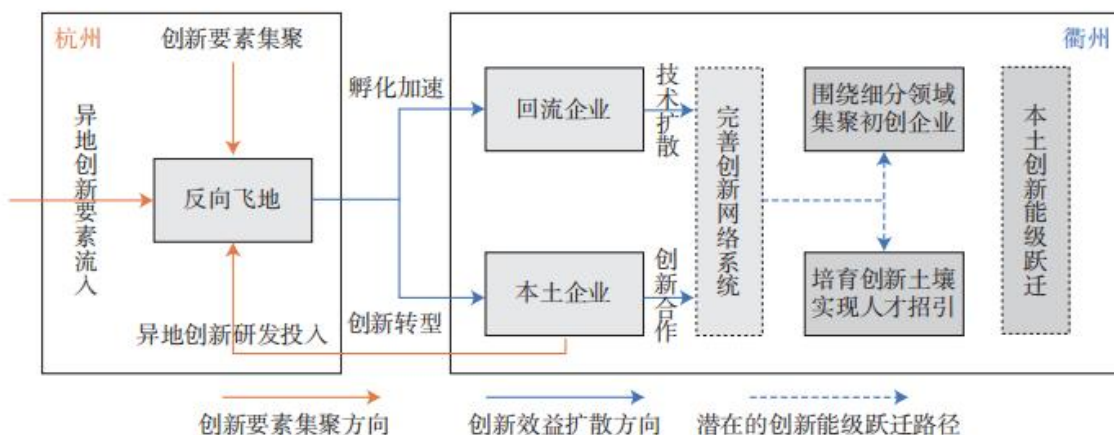 杭州
创新要素集聚
异地创新要素流入
反向飞地
异地创新研发投入
孵化加速
创新转型
衢州
回流企业
技术扩散
本土企业
创新合作
完善创新网络系统
围绕细分领域
集聚初创企业
培育创新土壤
实现人才招引
本土创新能级跃迁
创新要素集聚方向
创新效益扩散方向
潜在的创新能级跃迁路径